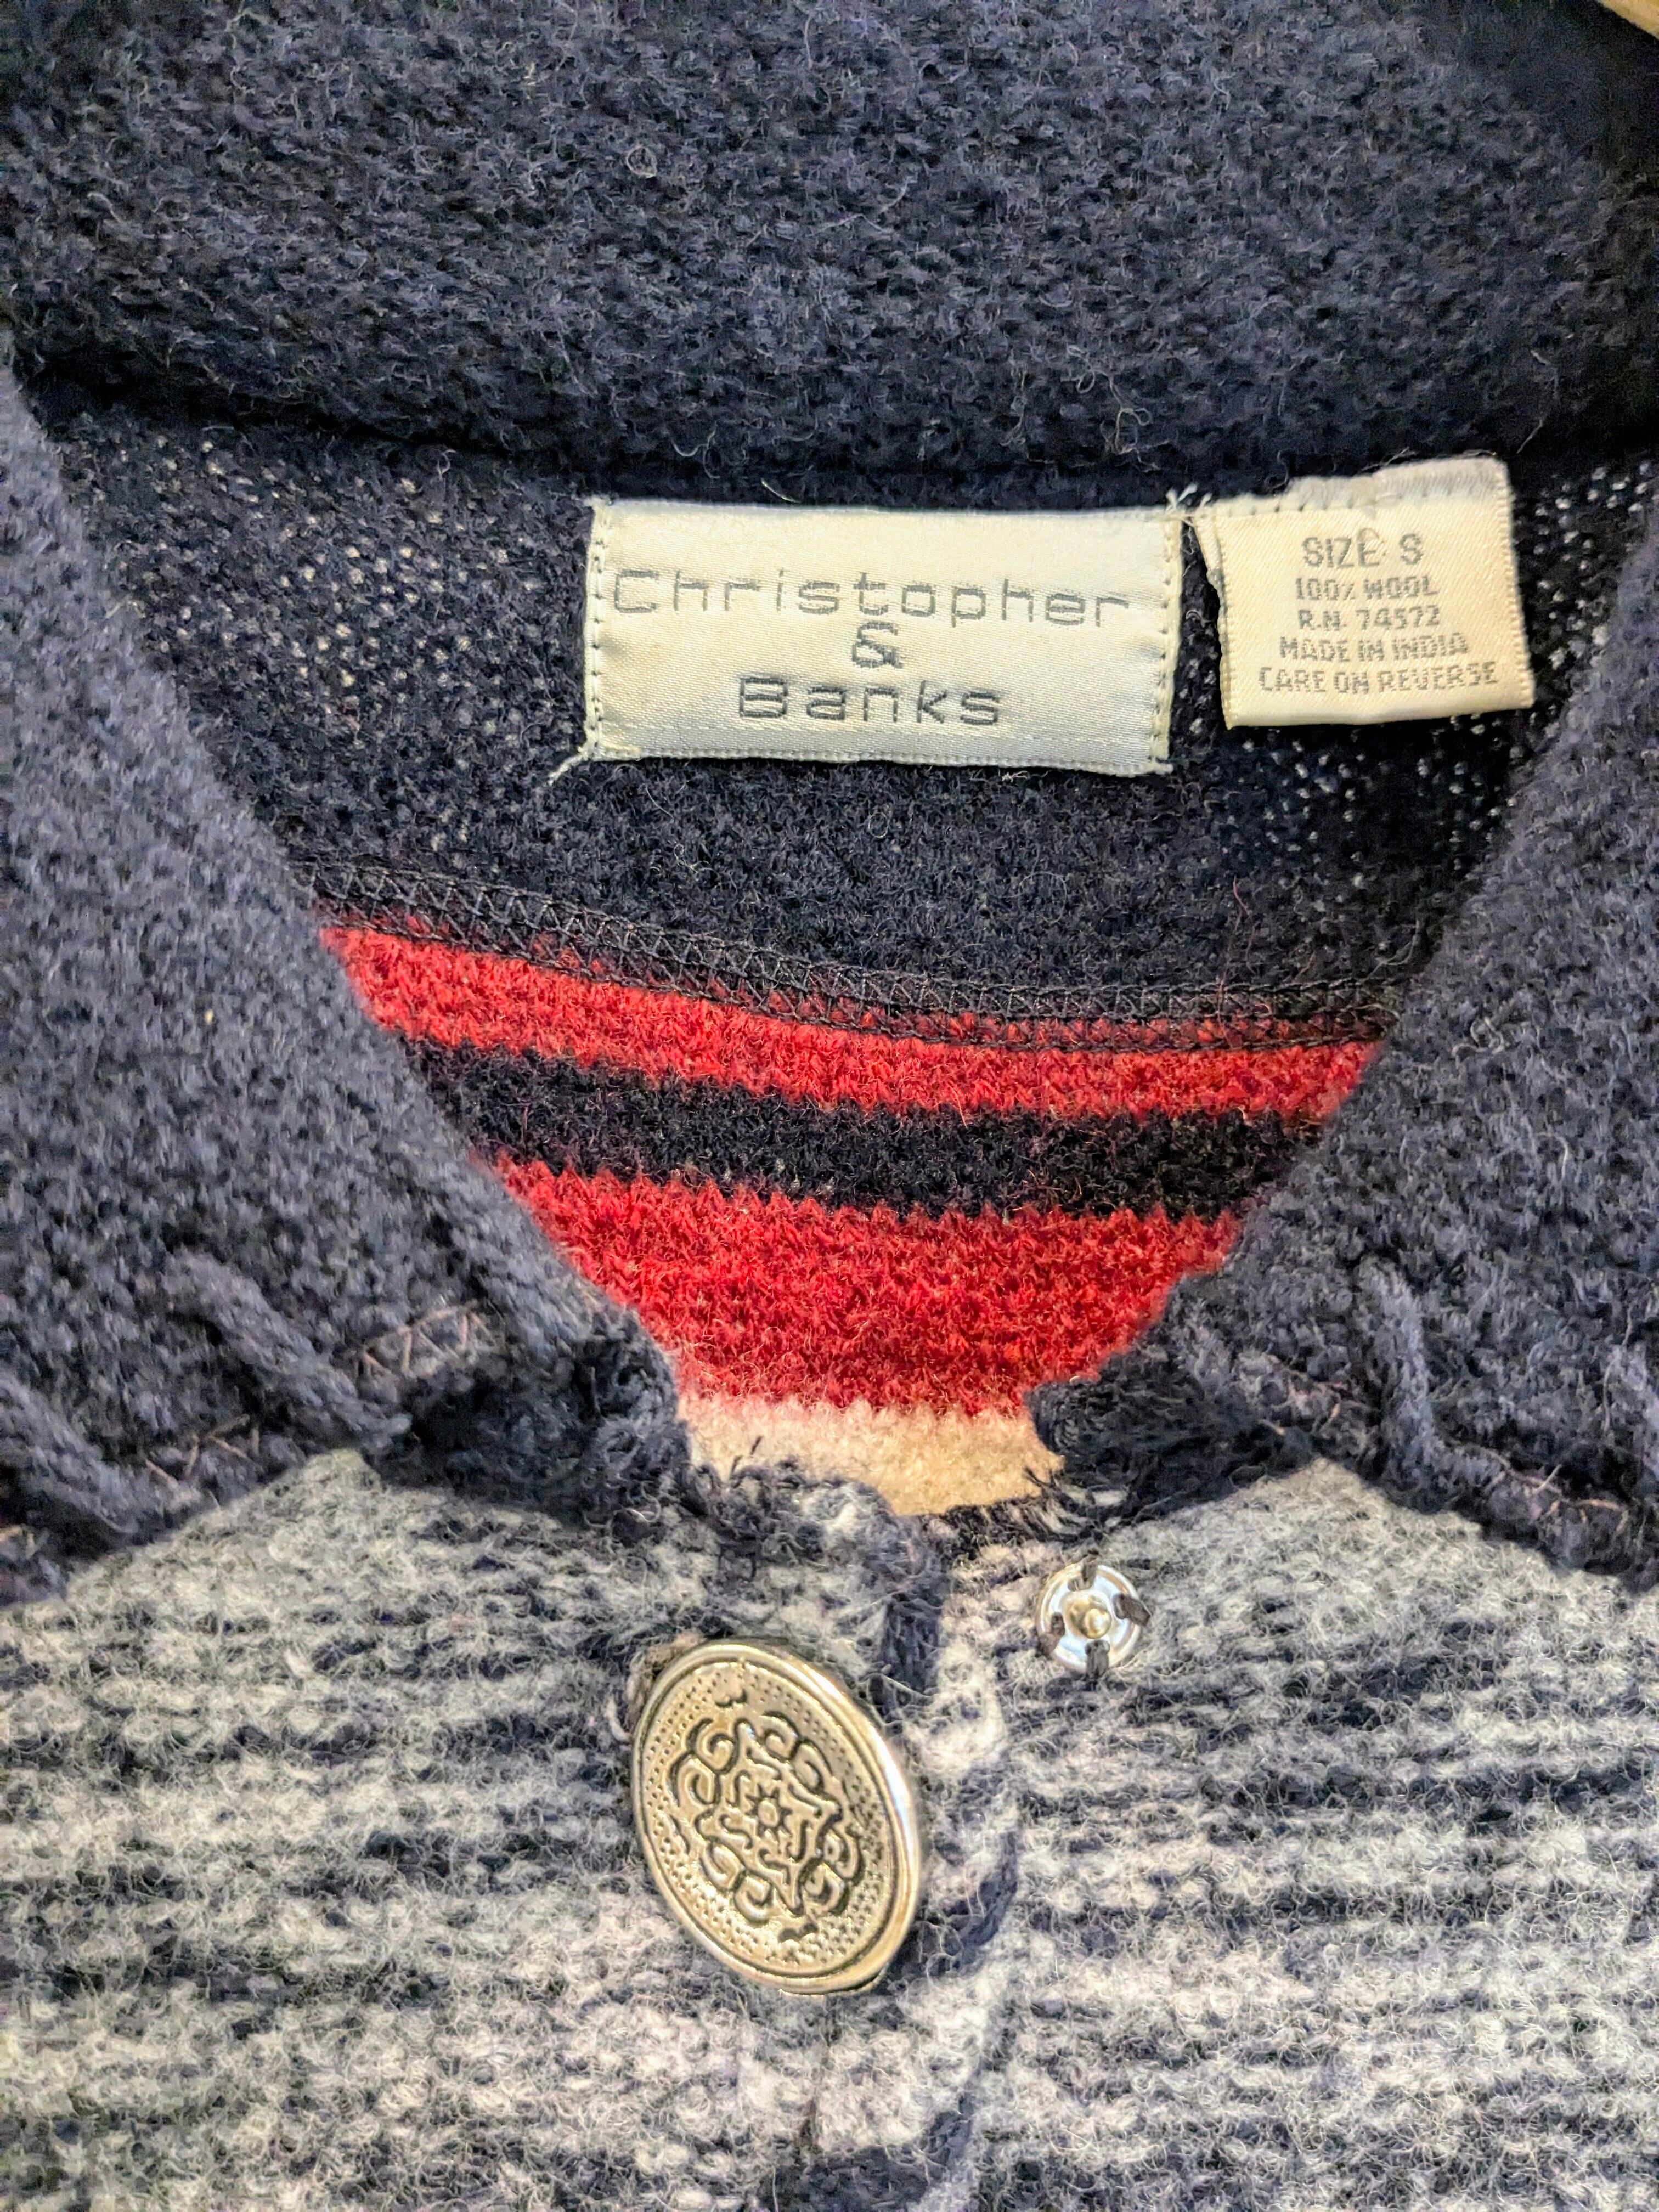 Christopher
&
Banks
SIZE S
100% WOOL
R.N. 74572
MADE IN INDIA
CARE ON REVERSE